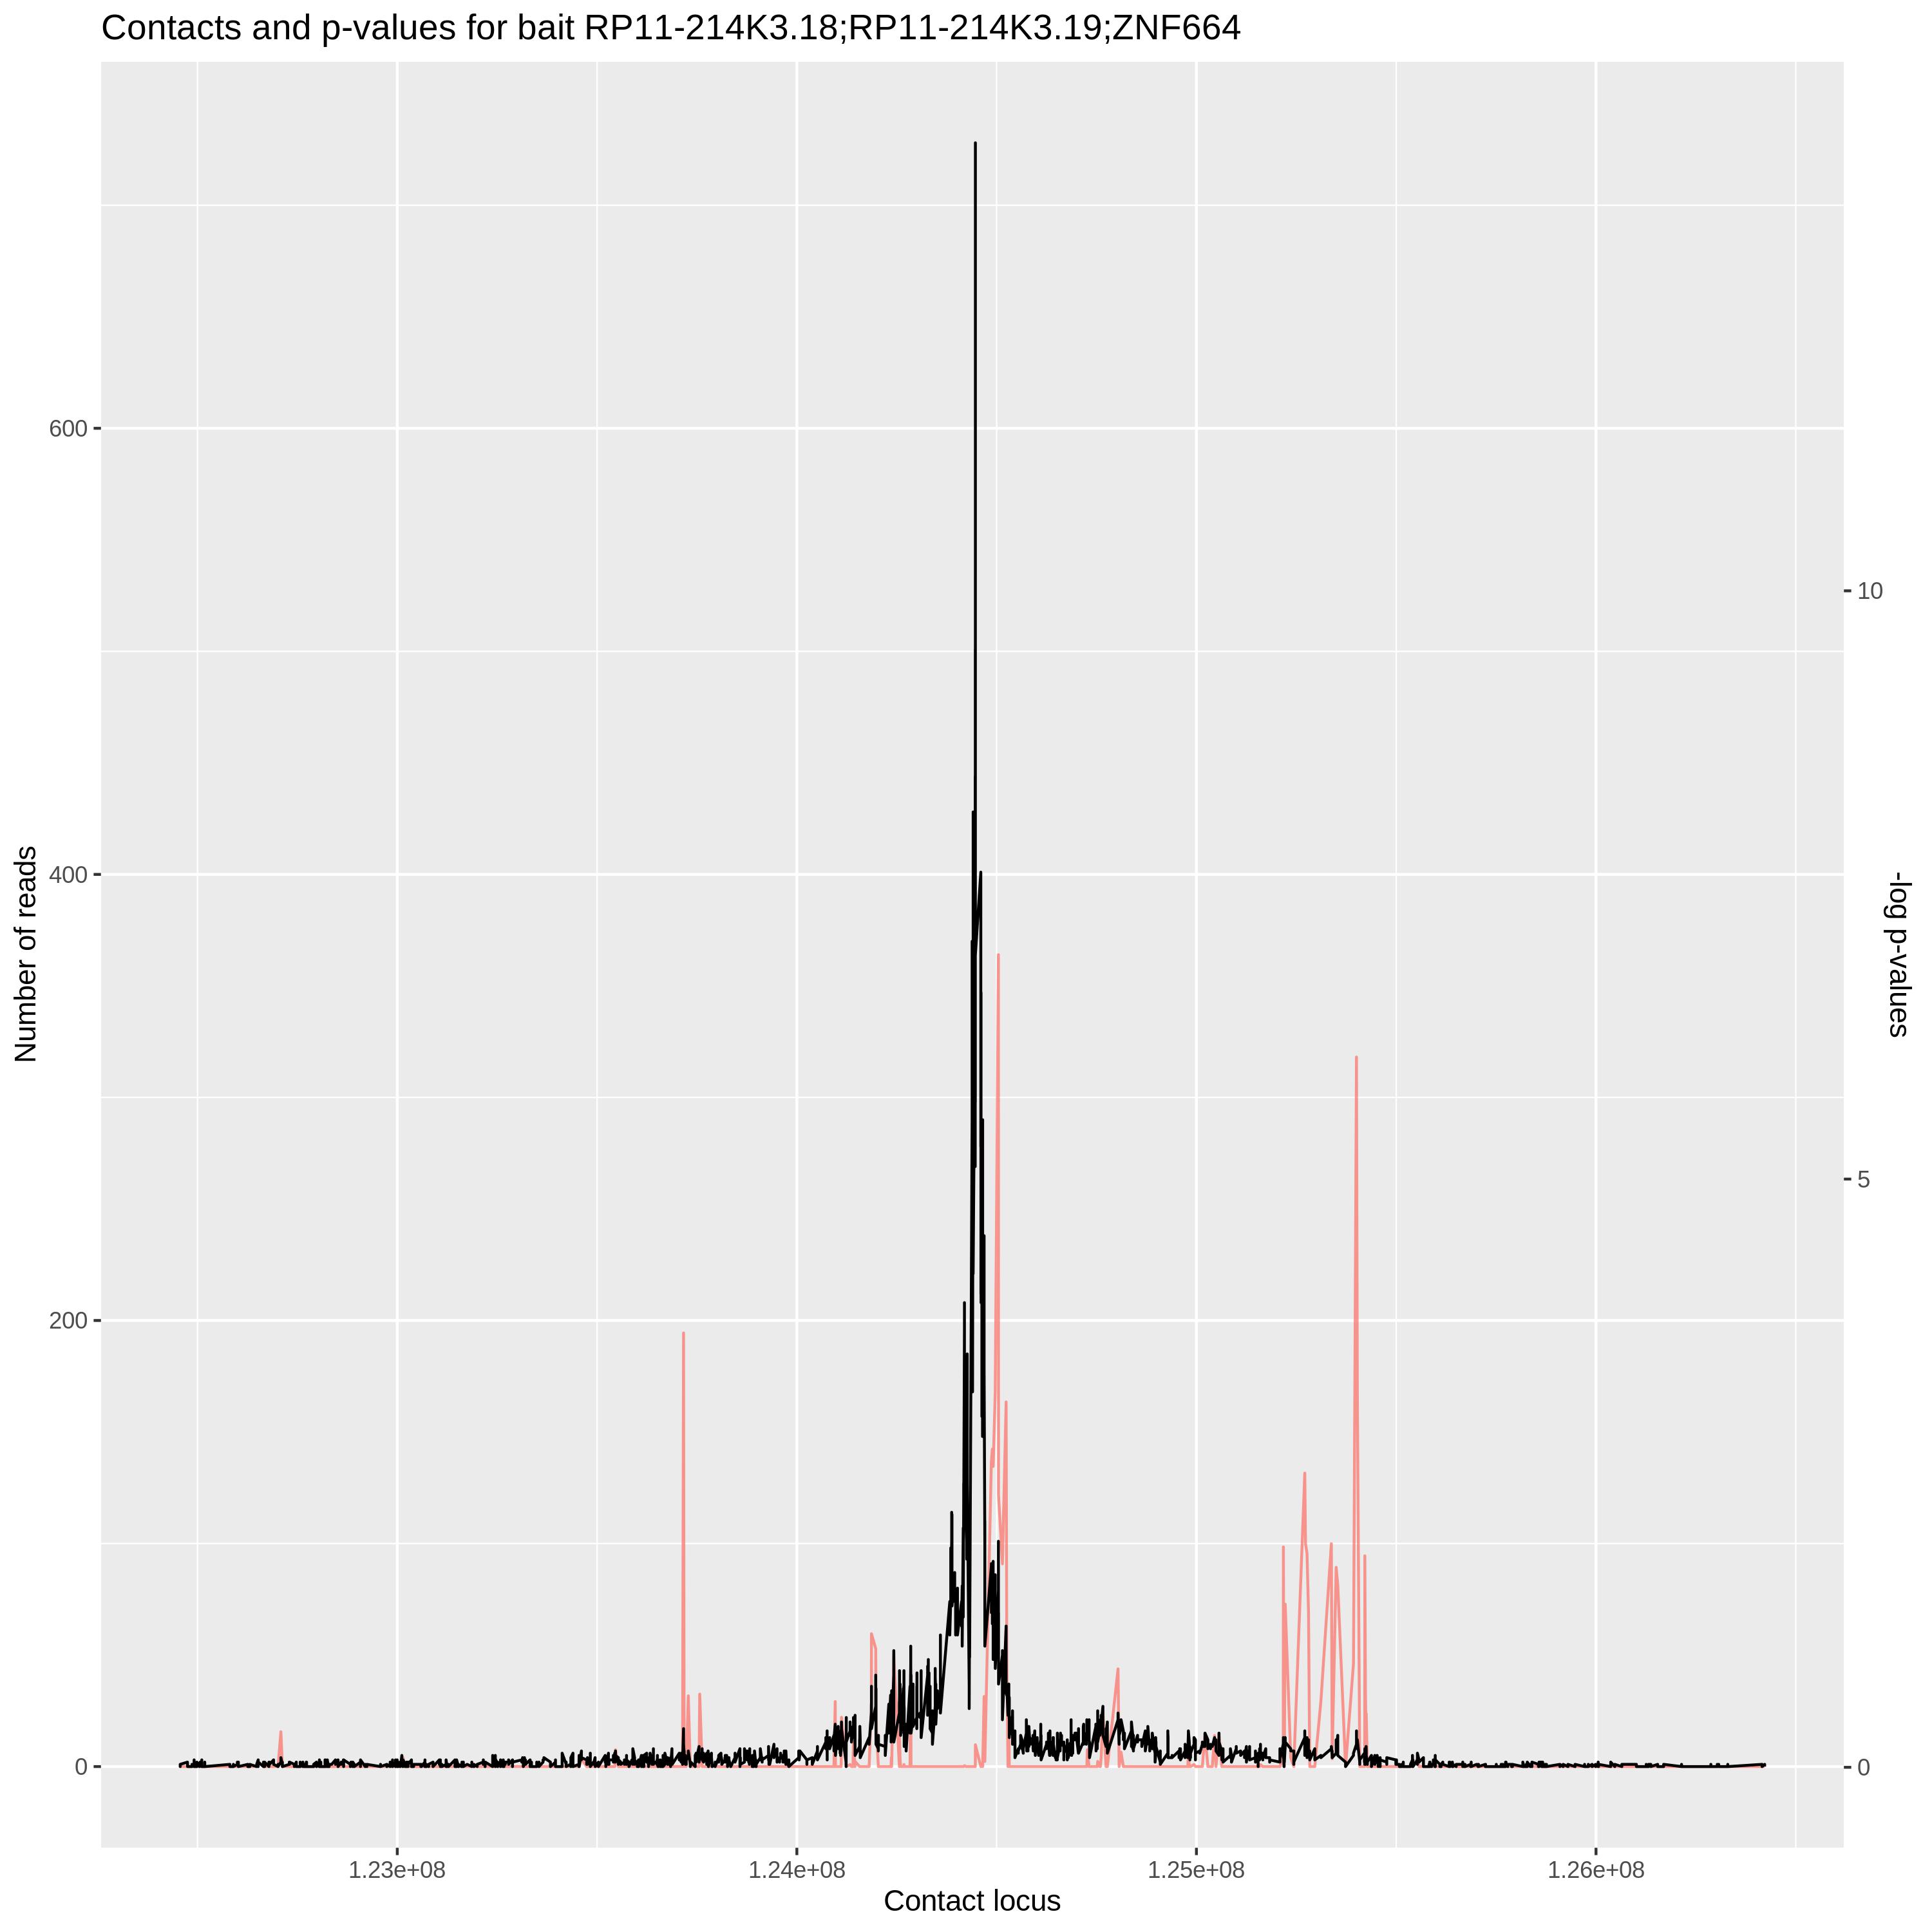 Contacts and p-values for bait RP11-214K3.18;RP11-214K3.19;ZNF664
Number of reads
600
400
200
0
10
5
0
-log p-values
1.23e+08 1.24e+08 1.25e+08 1.26e+08
Contact locus